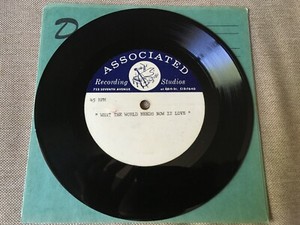 D
ASSOCIATED
Recording Studios
723 SEVENTH AVENUE
45 RPM
" WHAT THE WORLD NEEDS NOW IS LOVE "